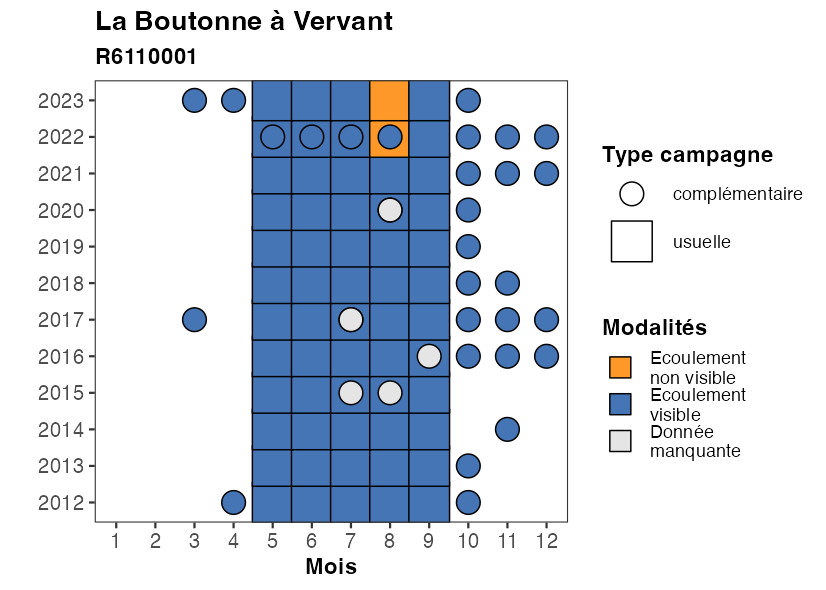 La Boutonne à Vervant
R6110001
2023
2022
2021
2020
2019
2018
2017
2016
2015
2014
2013
2012
1 2 3 4 5 6 7 8 9 10 11 12
Mois
Type campagne
complémentaire
usuelle
Modalités
Ecoulement
non visible
Ecoulement
visible
Donnée
manquante